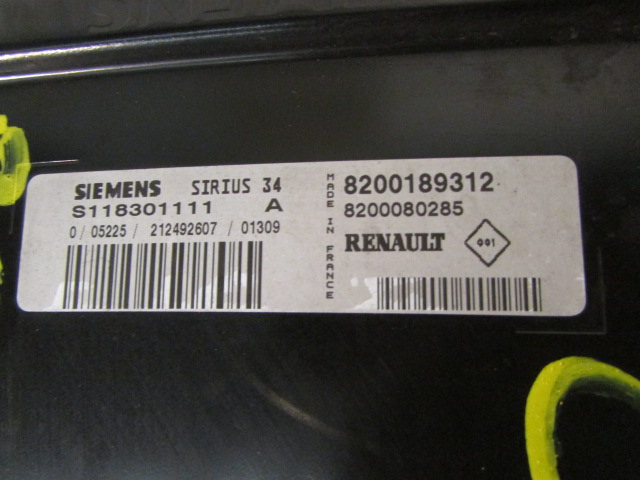 SIEMENS SIRIUS 34
S118301111 A
0 / 05225 / 212492607 / 01309
MADE IN FRANCE
8200189312
8200080285
RENAULT 001